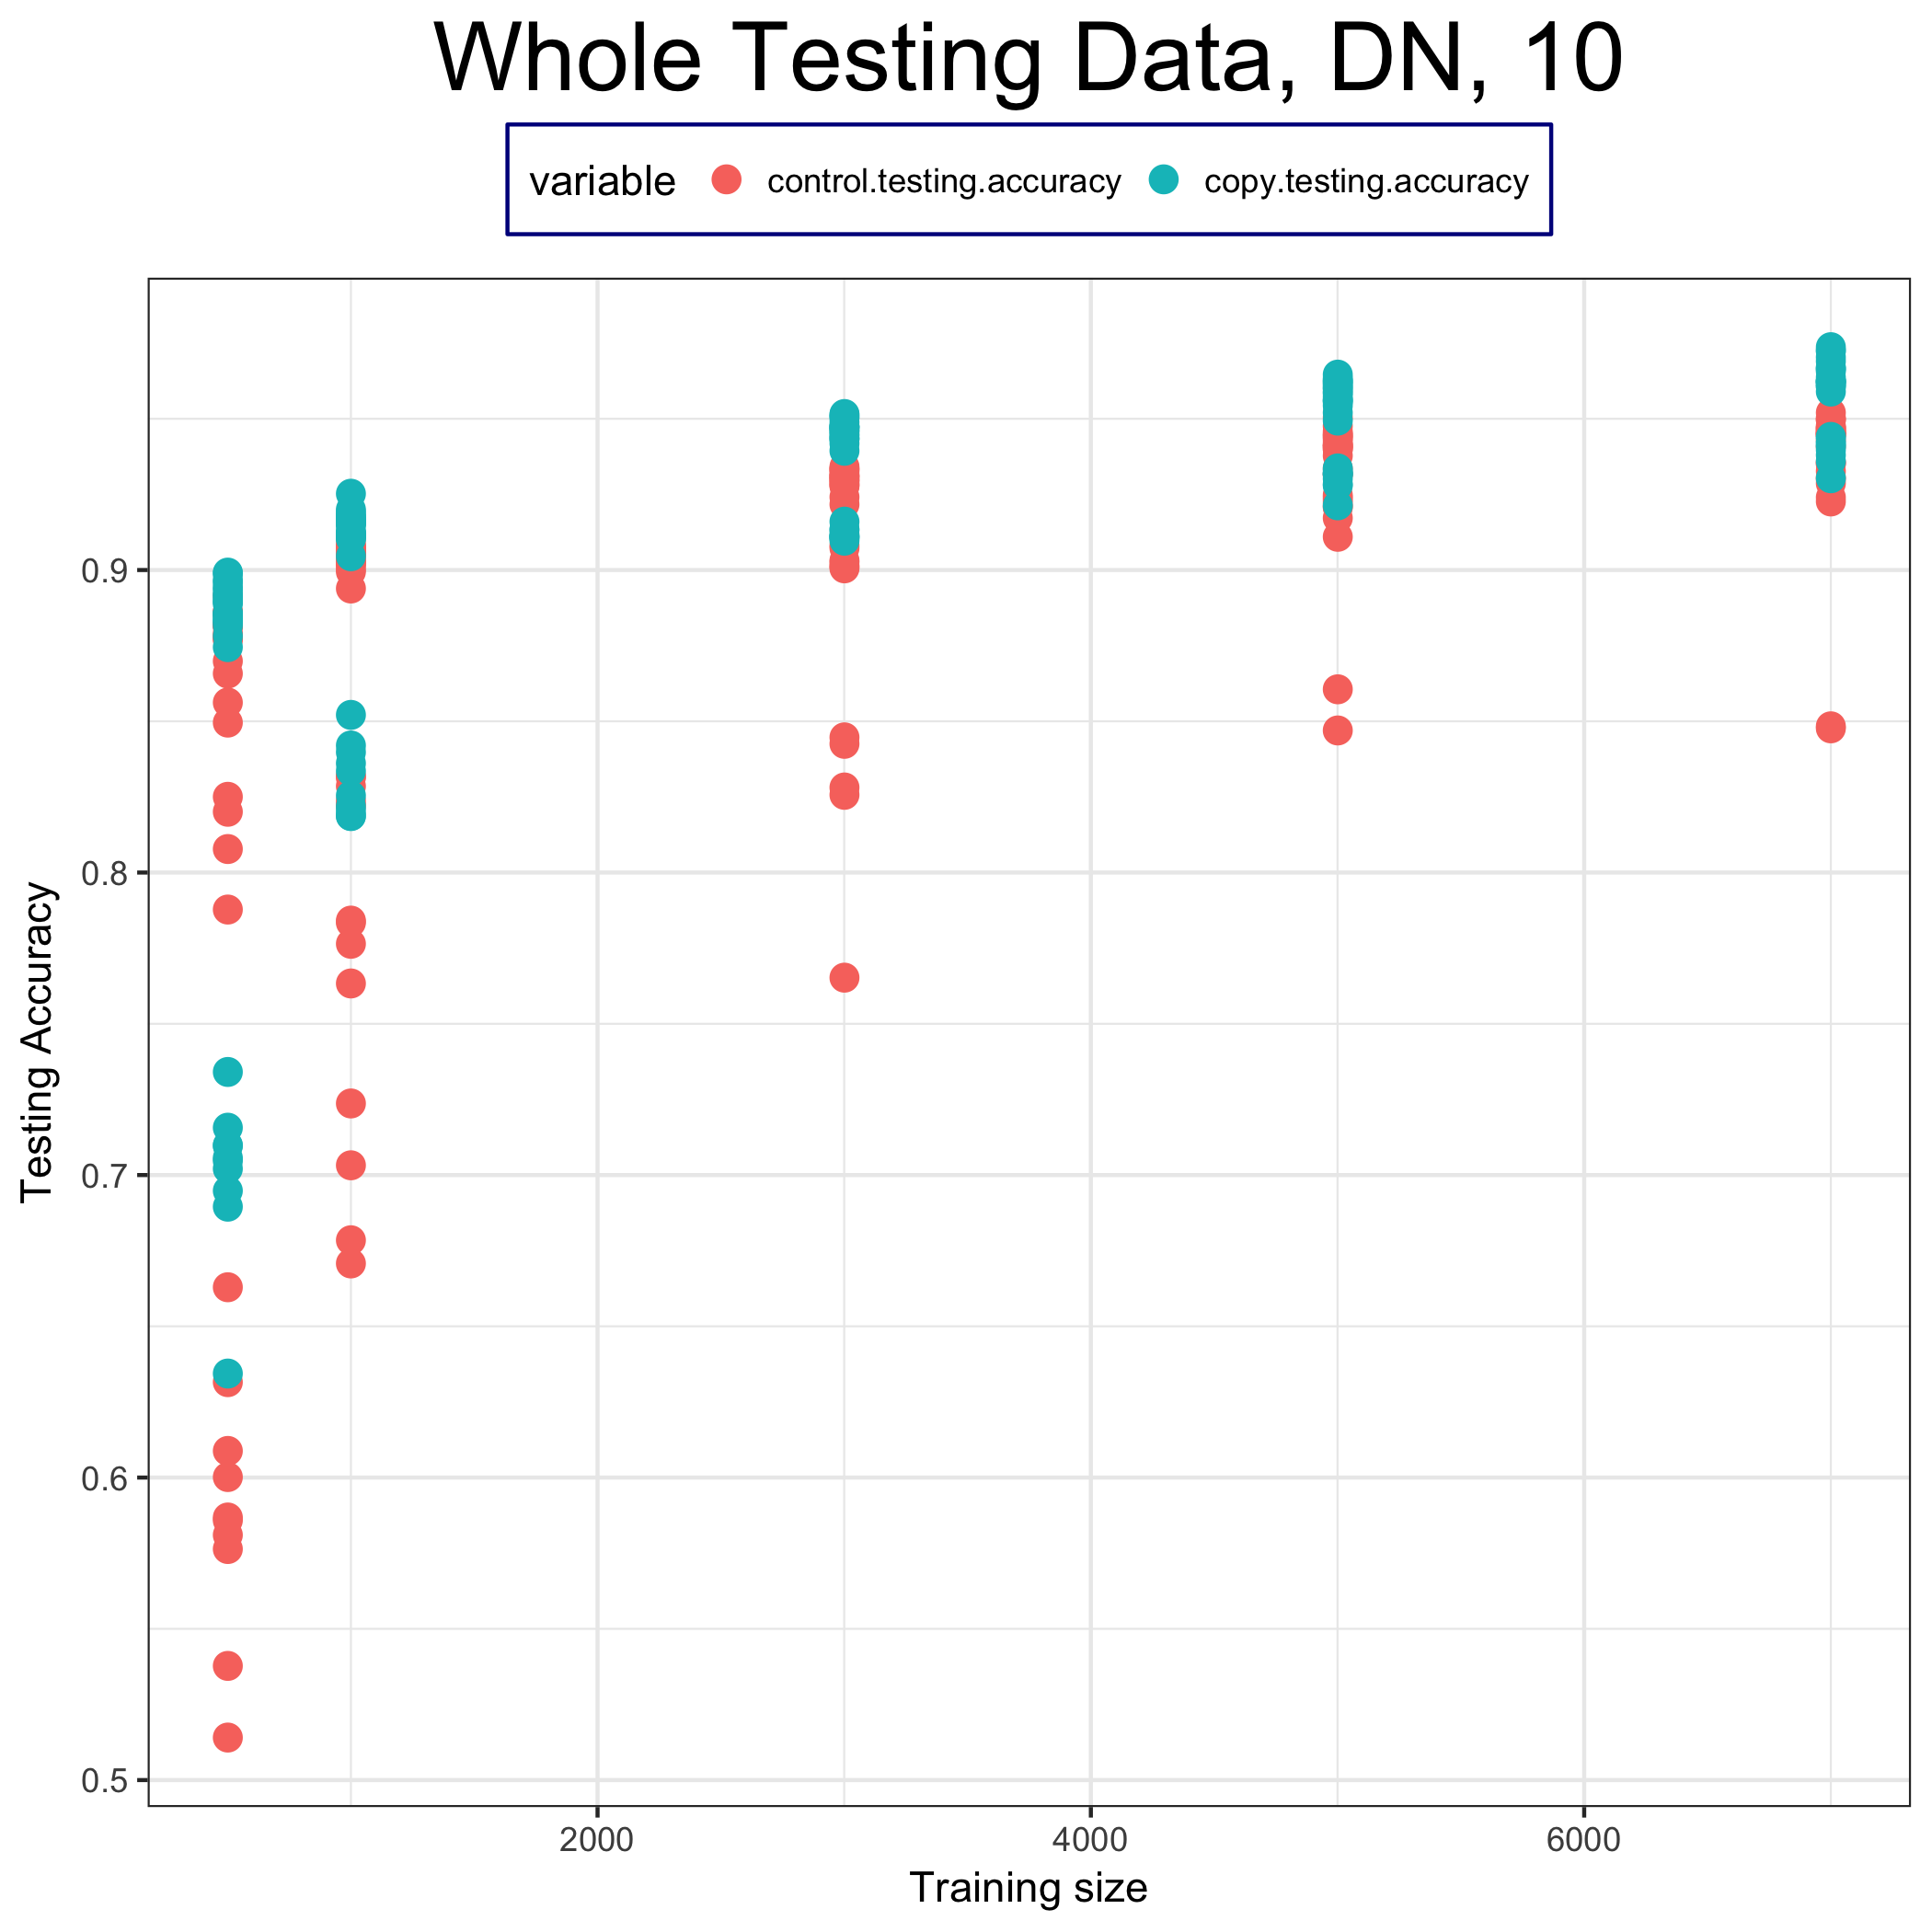 Whole Testing Data, DN, 10
variable control.testing.accuracy copy.testing.accuracy
Testing Accuracy
0.9
0.8
0.7
0.6
0.5
2000 4000 6000
Training size